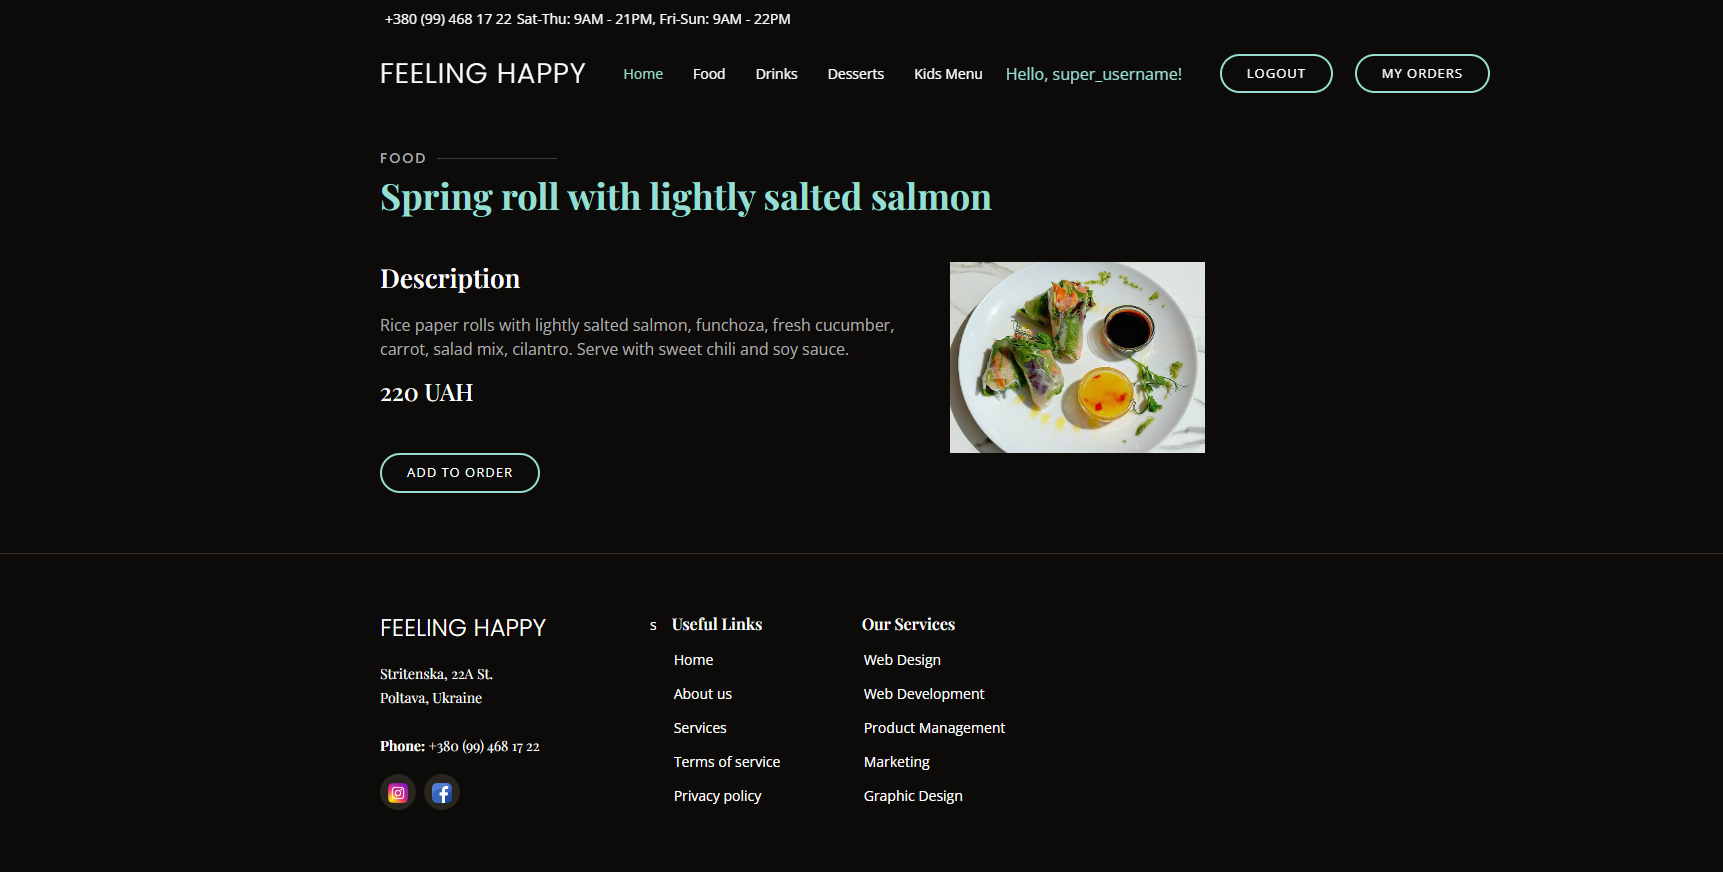 +380 (99) 468 17 22 Sat-Thu: 9AM - 21PM, Fri-Sun: 9AM - 22PM
FEELING HAPPY Home Food Drinks Desserts Kids Menu Hello, super_username! LOGOUT MY ORDERS
FOOD
Spring roll with lightly salted salmon
Description
Rice paper rolls with lightly salted salmon, funchoza, fresh cucumber,
carrot, salad mix, cilantro. Serve with sweet chili and soy sauce.
220 UAH
ADD TO ORDER
FEELING HAPPY
Stritenska, 22A St.
Poltava, Ukraine
Phone: +380 (99) 468 17 22
s
Useful Links
Home
About us
Services
Terms of service
Privacy policy
Our Services
Web Design
Web Development
Product Management
Marketing
Graphic Design